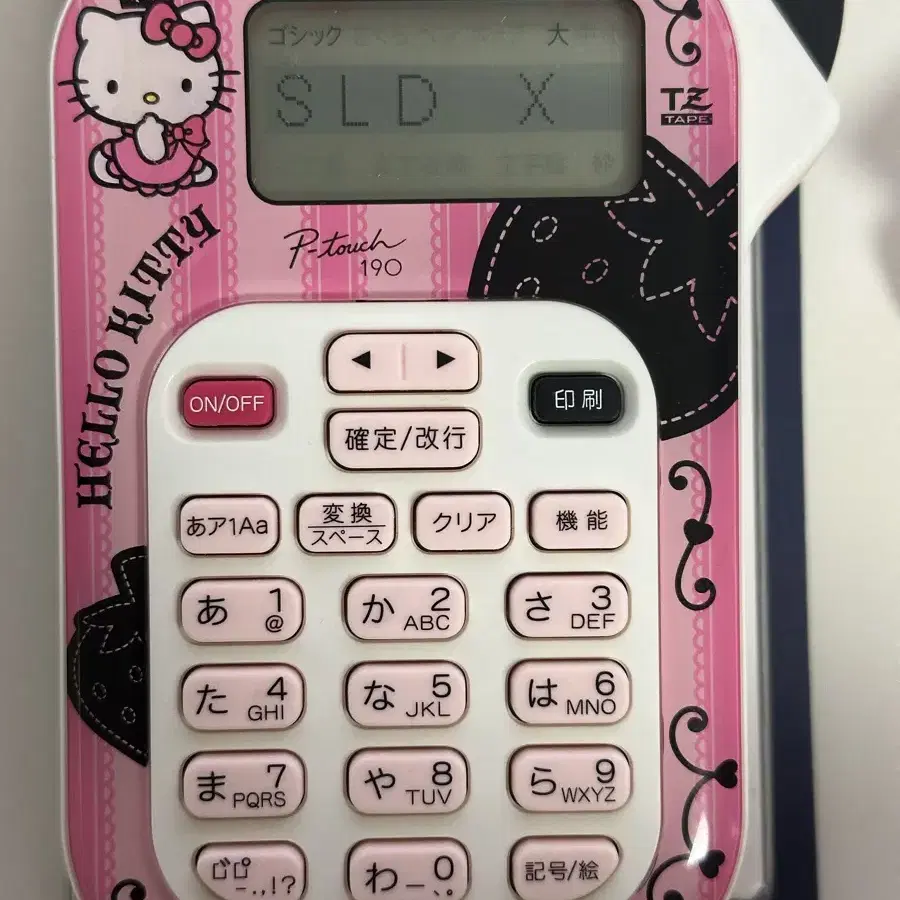 ゴシック 大
SLD X
TZ
TAPE
P-touch
190
HELLO KITTY
ON/OFF
印刷
確定/改行
あア1Aa
変換
スペース
クリア
機能
あ 1 @
か 2 ABC
さ 3 DEF
た 4 GHI
な 5 JKL
は 6 MNO
ま 7 PQRS
や 8 TUV
ら 9 WXYZ
゛゜ -.,!?
わ 0 ー、。
記号/絵